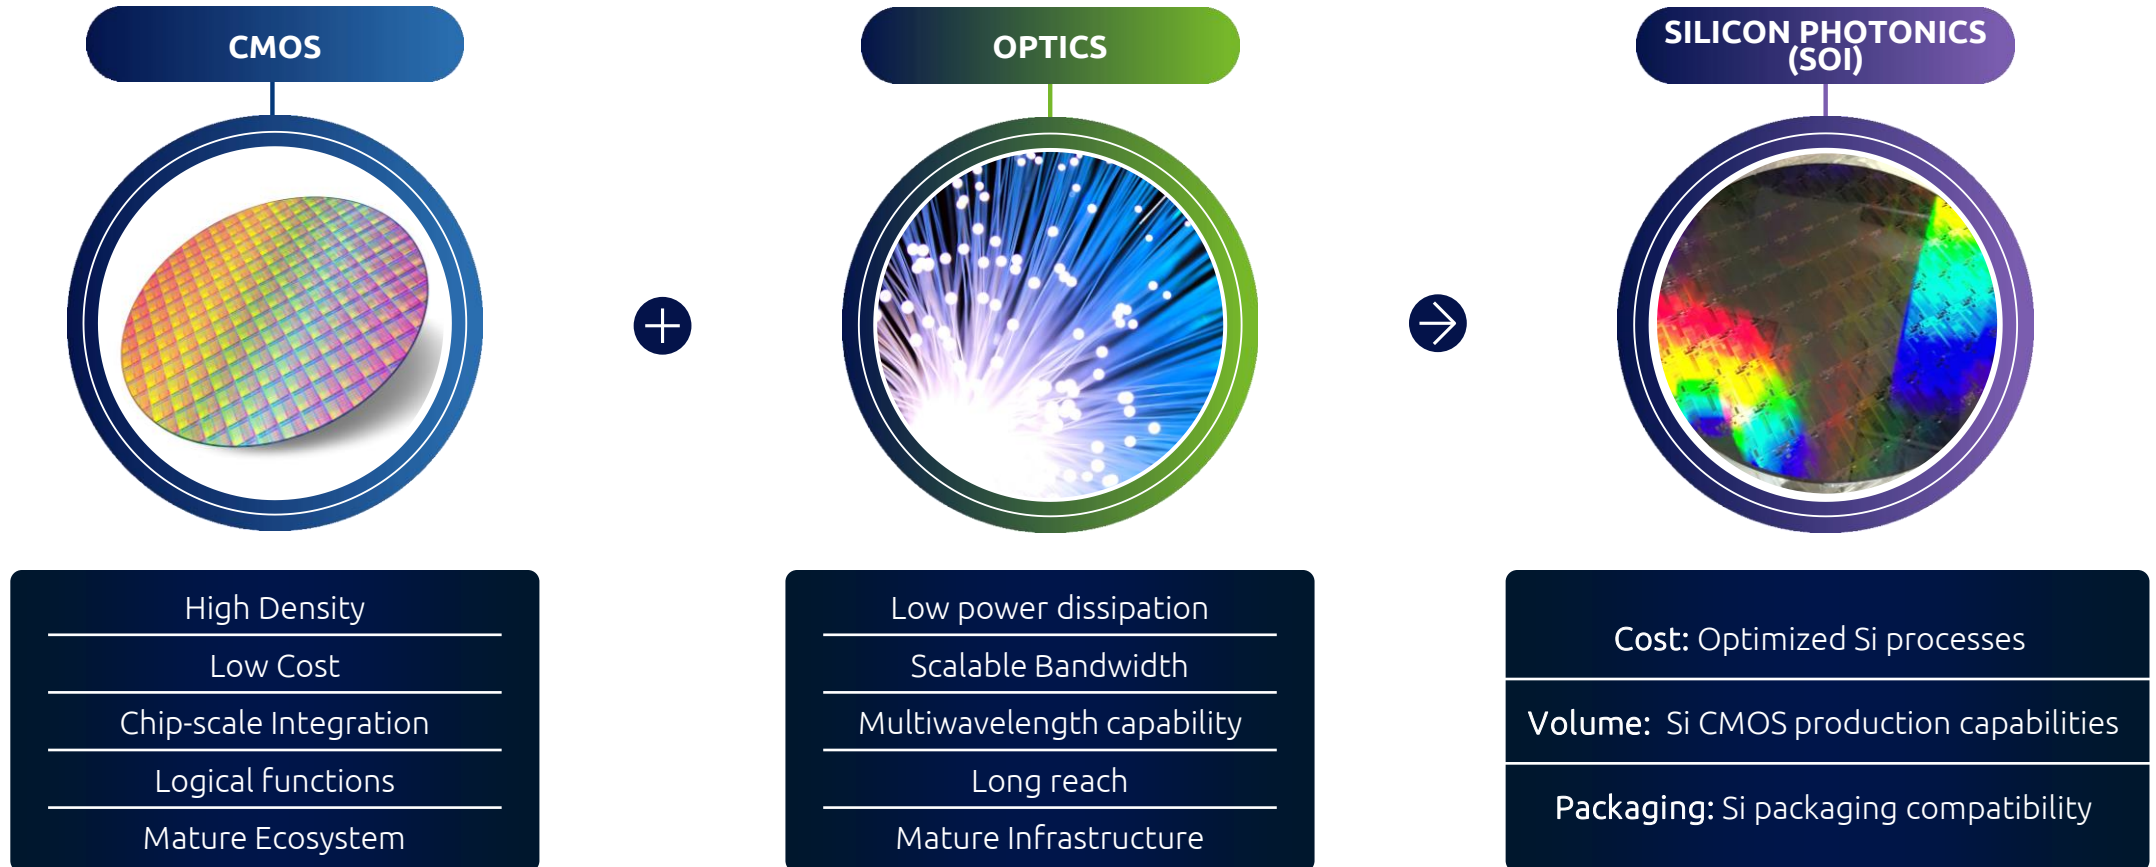 CMOS
High Density
Low Cost
Chip-scale Integration
Logical functions
Mature Ecosystem
OPTICS
Low power dissipation
Scalable Bandwidth
Multiwavelength capability
Long reach
Mature Infrastructure
SILICON PHOTONICS
(SOI)
Cost: Optimized Si processes
Volume: Si CMOS production capabilities
Packaging: Si packaging compatibility